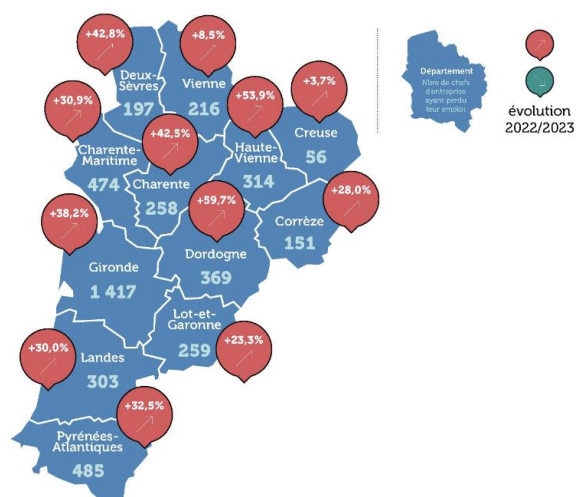 +42,8%
Deux-
Sèvres
197
+8,5%
Vienne
216
+53,9%
Haute-
Vienne
314
+3,7%
Creuse
56
+30,9%
Charente-
Maritime
474
+42,5%
Charente
258
+28,0%
Corrèze
151
+59,7%
Dordogne
369
+38,2%
Gironde
1 417
Lot-et-
Garonne
259
+23,3%
+30,0%
Landes
303
+32,5%
Pyrénées-
Atlantiques
485
Département
Nbre de chefs
d'entreprise
ayant perdu
leur emploi
évolution
2022/2023